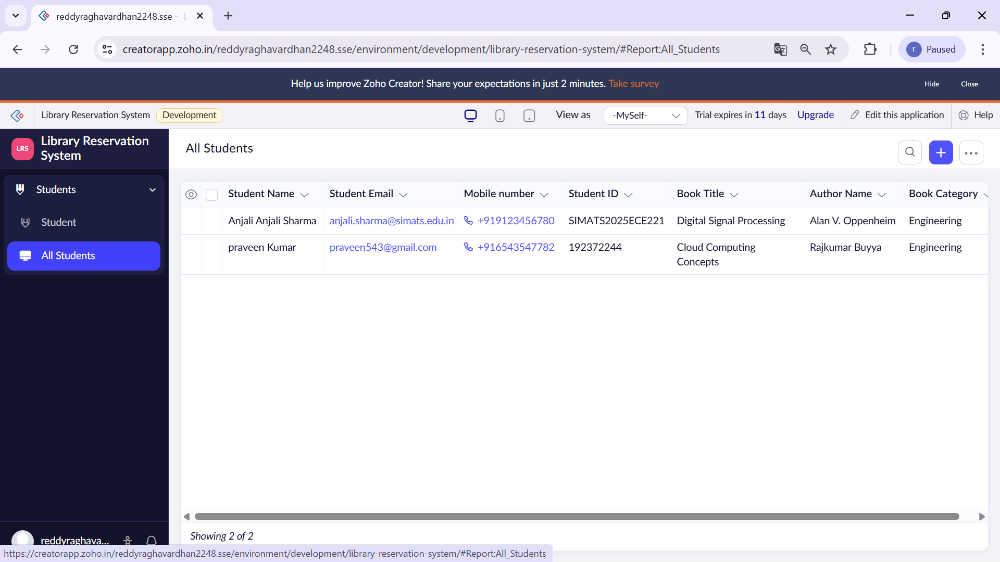 reddyraghavardhan2248.sse -
creatorapp.zoho.in/reddyraghavardhan2248.sse/environment/development/library-reservation-system/#Report:All_Students
r Paused
Help us improve Zoho Creator! Share your expectations in just 2 minutes. Take survey
Hide
Close
Library Reservation System
Development
View as
-MySelf-
Trial expires in 11 days
Upgrade
Edit this application
Help
LRS
Library Reservation
System
All Students
Students
Student
All Students
Student Name Student Email Mobile number Student ID Book Title Author Name Book Category
Anjali Anjali Sharma anjali.sharma@simats.edu.in +919123456780 SIMATS2025ECE221 Digital Signal Processing Alan V. Oppenheim Engineering
praveen Kumar praveen543@gmail.com +916543547782 192372244 Cloud Computing Rajkumar Buyya Engineering
Concepts
Showing 2 of 2
reddyraghava...
https://creatorapp.zoho.in/reddyraghavardhan2248.sse/environment/development/library-reservation-system/#Report:All_Students